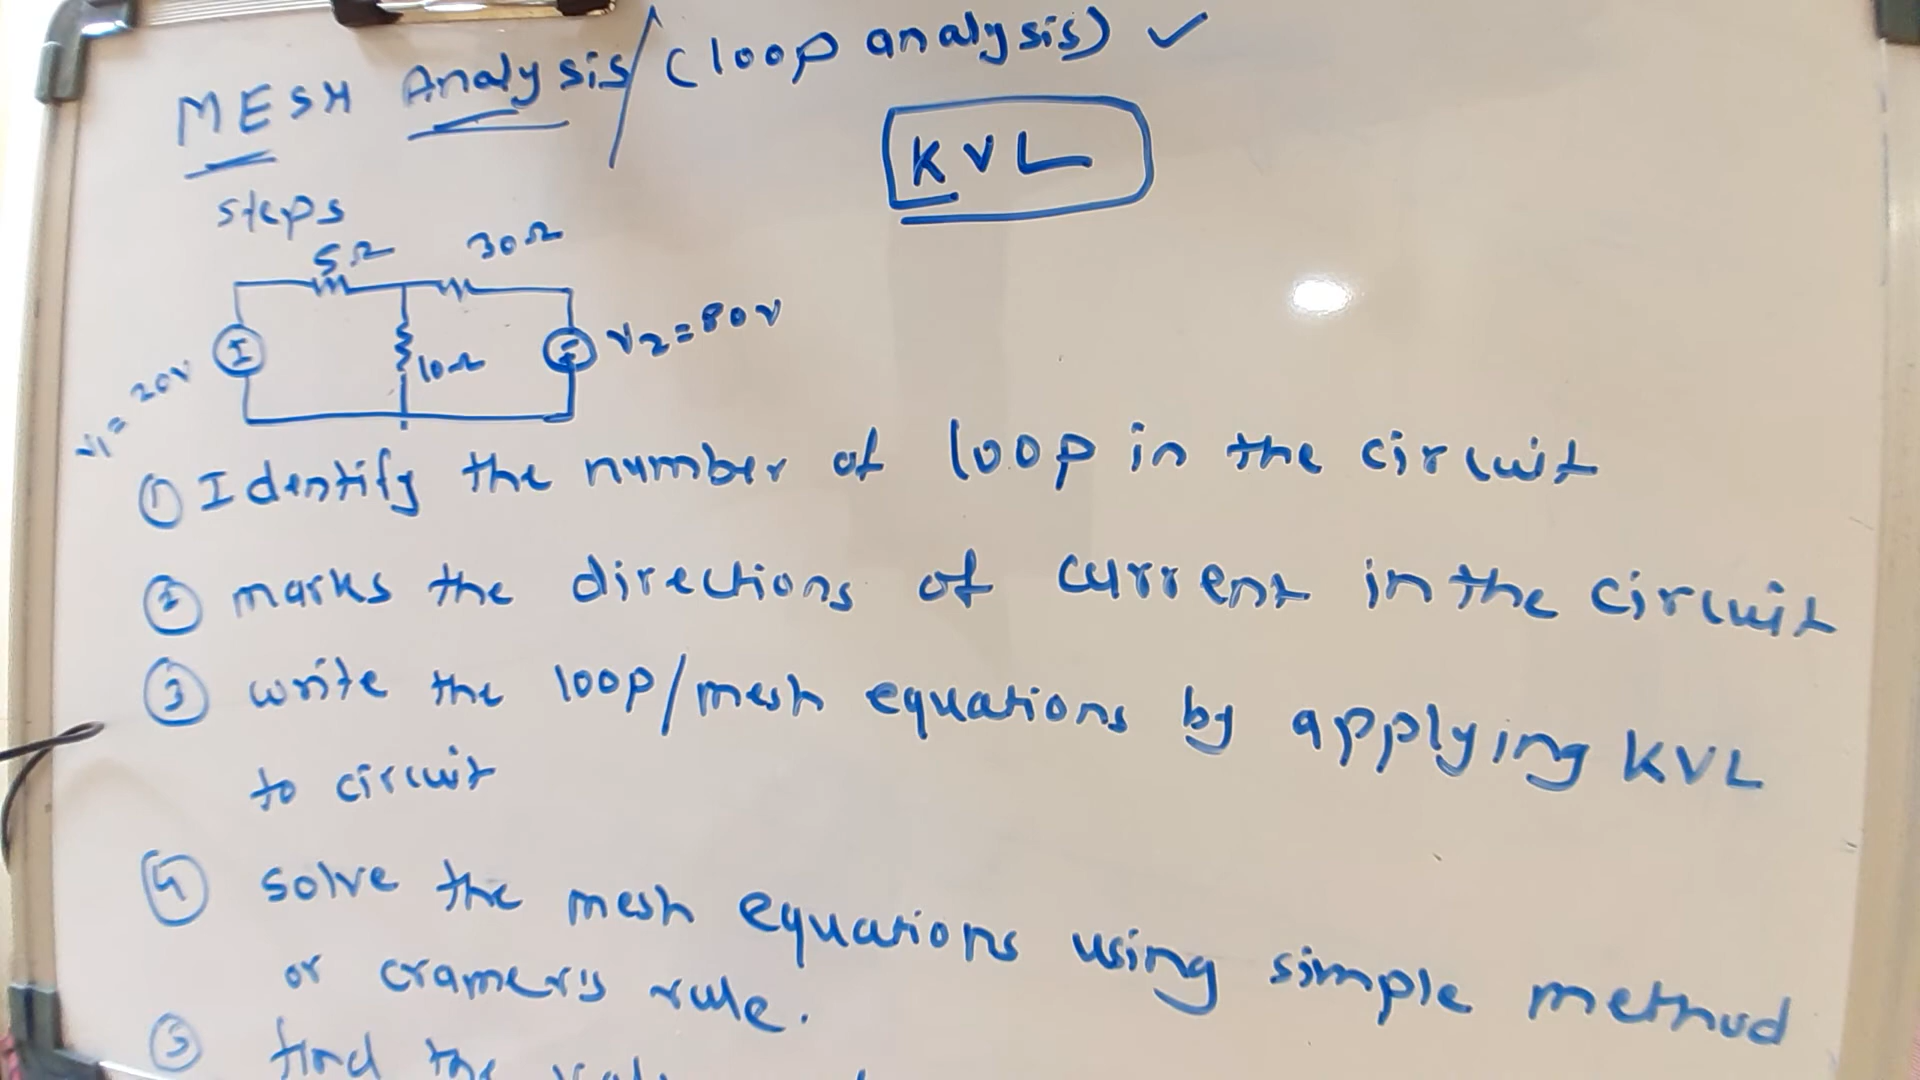 MESH Analysis/(loop analysis) ✓
KVL
steps
5Ω 30Ω
V1= 20V
10Ω
V2=80V
① Identify the number of loop in the circuit
② marks the directions of current in the circuit
③ write the loop/mesh equations by applying KVL
to circuit
④ solve the mesh equations using simple method
or cramer's rule.
⑤ find the